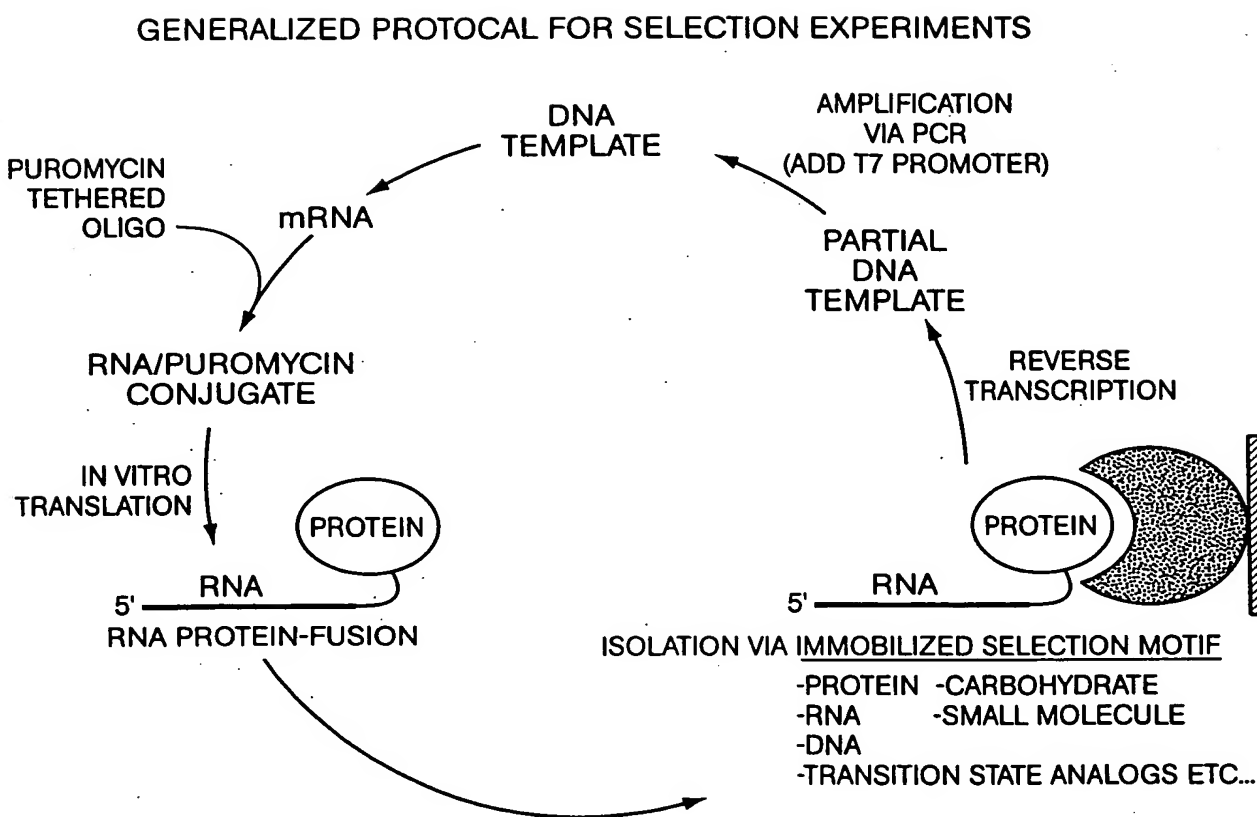 GENERALIZED PROTOCAL FOR SELECTION EXPERIMENTS
DNA
TEMPLATE
AMPLIFICATION
VIA PCR
(ADD T7 PROMOTER)
PUROMYCIN
TETHERED
OLIGO
mRNA
PARTIAL
DNA
TEMPLATE
RNA/PUROMYCIN
CONJUGATE
REVERSE
TRANSCRIPTION
IN VITRO
TRANSLATION
PROTEIN
RNA
5'
RNA PROTEIN-FUSION
PROTEIN
RNA
5'
ISOLATION VIA IMMOBILIZED SELECTION MOTIF
-PROTEIN -CARBOHYDRATE
-RNA -SMALL MOLECULE
-DNA
-TRANSITION STATE ANALOGS ETC...